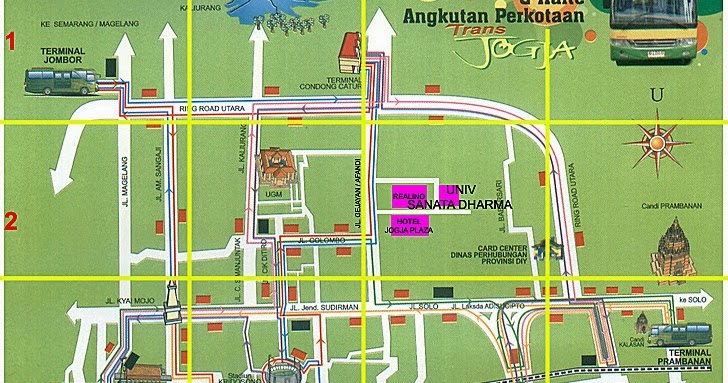 KALIURANG
KE SEMARANG / MAGELANG
Angkutan Perkotaan
Trans
JOGJA
1
TERMINAL
JOMBOR
TERMINAL
CONDONG CATUR
RING ROAD UTARA
U
JL. MAGELANG
JL. AM. SANGAJI
JL. KALIURANG
UGM
JL. GEJAYAN / AFANDI
REALINO
UNIV
SANATA DHARMA
HOTEL
JOGJA PLAZA
RING ROAD UTARA
Candi PRAMBANAN
2
JL. C. SIMANJUNTAK
JL. CIK DITIRO
JL. COLOMBO
CARD CENTER
DINAS PERHUBUNGAN
PROVINSI DIY
JL. KYAI MOJO
JL. Jend. SUDIRMAN
JL. SOLO
JL. Laksda ADISUCIPTO
ke SOLO
Candi
KALASAN
TERMINAL
PRAMBANAN
Stadion
KRIDOSONO